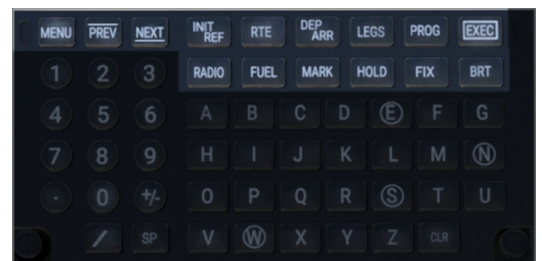 MENU PREV NEXT INIT REF RTE DEP ARR LEGS PROG EXEC
1 2 3 RADIO FUEL MARK HOLD FIX BRT
4 5 6 A B C D E F G
7 8 9 H I J K L M N
. 0 +/- O P Q R S T U
/ SP V W X Y Z CLR